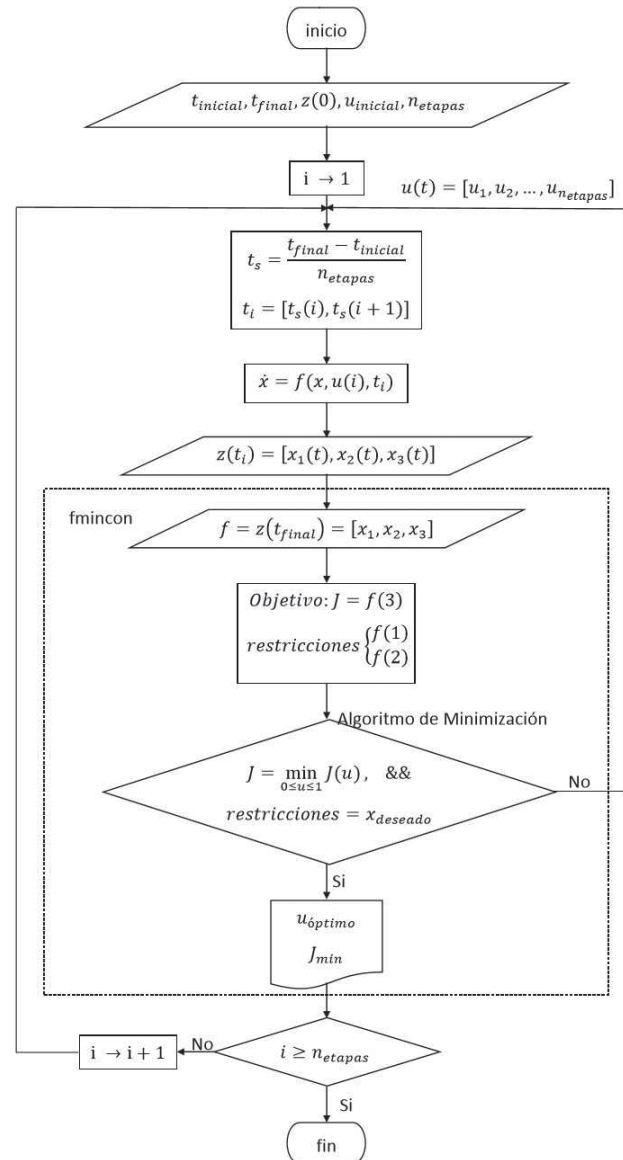 inicio
t_inicial, t_final, z(0), u_inicial, n_etapas
i → 1
u(t) = [u_1, u_2, ..., u_n_etapas]
t_s = (t_final − t_inicial) / n_etapas
t_i = [t_s(i), t_s(i + 1)]
ẋ = f(x, u(i), t_i)
z(t_i) = [x_1(t), x_2(t), x_3(t)]
fmincon
f = z(t_final) = [x_1, x_2, x_3]
Objetivo: J = f(3)
restricciones { f(1)
f(2)
Algoritmo de Minimización
J = min J(u), &&
0≤u≤1
restricciones = x_deseado
No
Si
u_óptimo
J_min
i → i + 1
No
i ≥ n_etapas
Si
fin